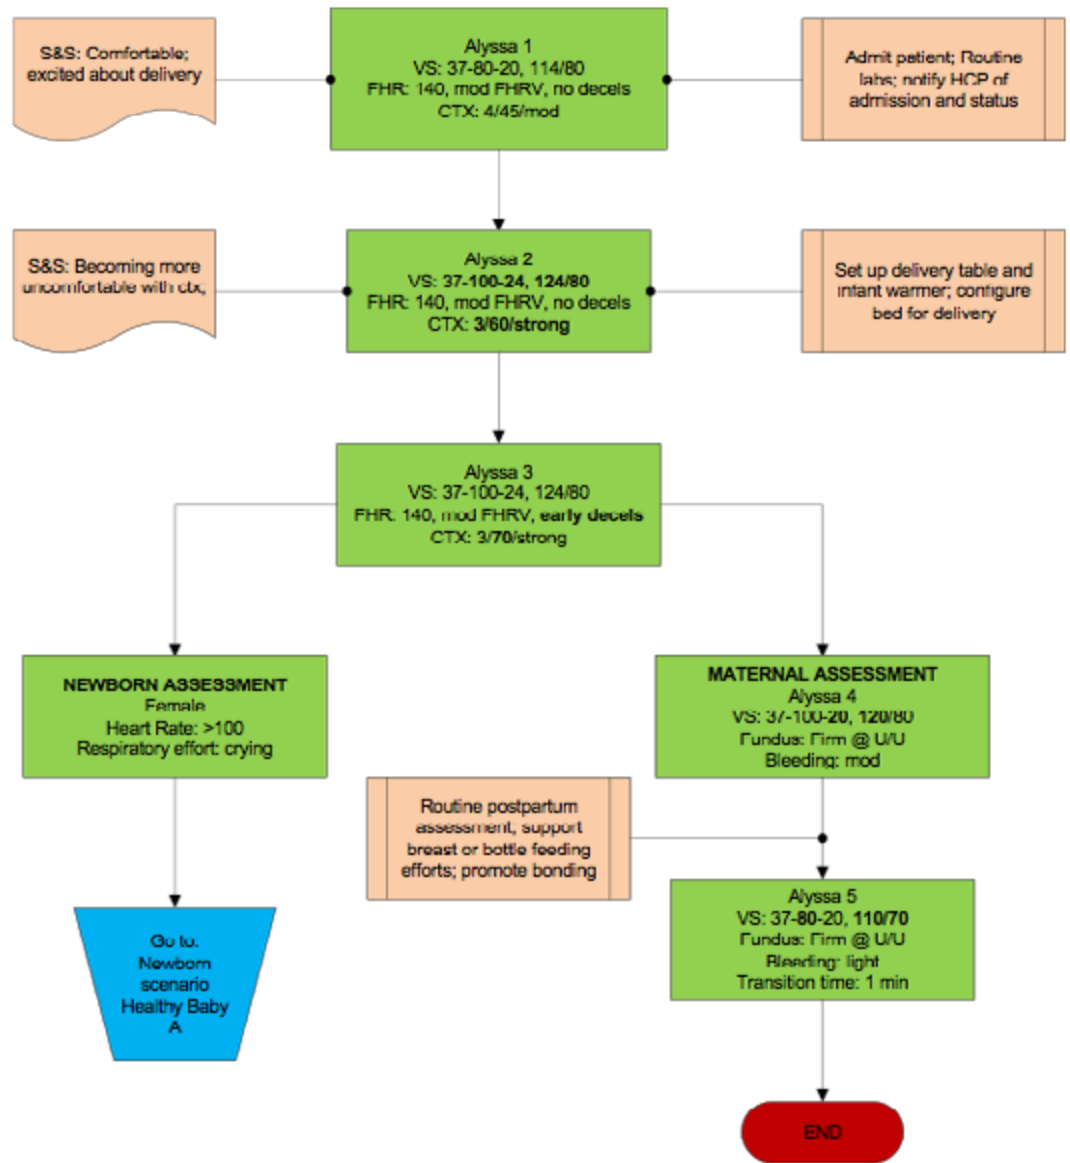 S&S: Comfortable;
excited about delivery
Alyssa 1
VS: 37-80-20, 114/80
FHR: 140, mod FHRV, no decels
CTX: 4/45/mod
Admit patient; Routine
labs; notify HCP of
admission and status
S&S: Becoming more
uncomfortable with ctx;
Alyssa 2
VS: 37-100-24, 124/80
FHR: 140, mod FHRV, no decels
CTX: 3/60/strong
Set up delivery table and
infant warmer; configure
bed for delivery
Alyssa 3
VS: 37-100-24, 124/80
FHR: 140, mod FHRV, early decels
CTX: 3/70/strong
NEWBORN ASSESSMENT
Female
Heart Rate: >100
Respiratory effort: crying
MATERNAL ASSESSMENT
Alyssa 4
VS: 37-100-20, 120/80
Fundus: Firm @ U/U
Bleeding: mod
Routine postpartum
assessment, support
breast or bottle feeding
efforts; promote bonding
Alyssa 5
VS: 37-80-20, 110/70
Fundus: Firm @ U/U
Bleeding: light
Transition time: 1 min
Go to:
Newborn
scenario
Healthy Baby
A
END